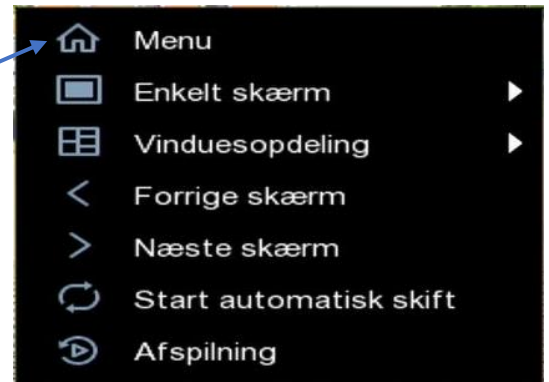 Menu
Enkelt skærm
Vinduesopdeling
Forrige skærm
Næste skærm
Start automatisk skift
Afspilning